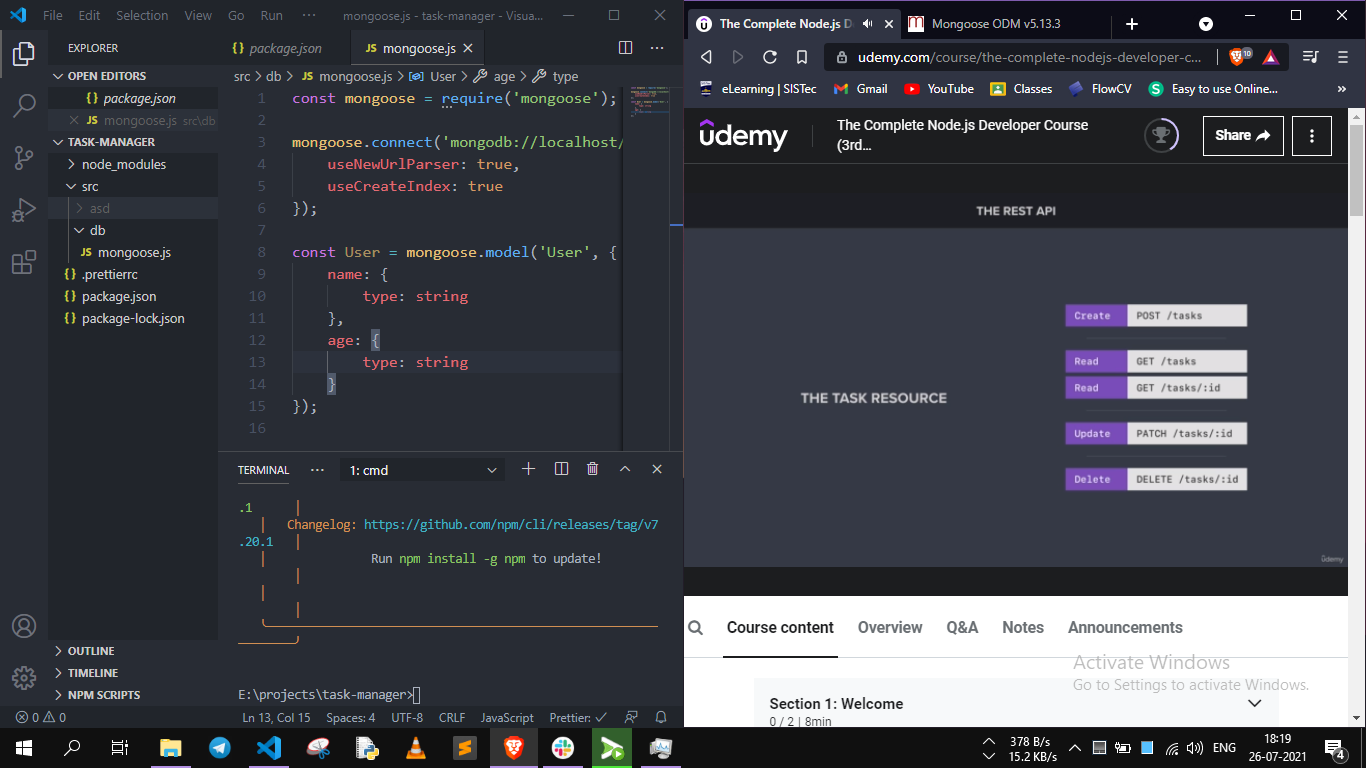 File Edit Selection View Go Run ··· mongoose.js - task-manager - Visua...
EXPLORER
OPEN EDITORS
{} package.json
JS mongoose.js src\db
TASK-MANAGER
node_modules
src
asd
db
JS mongoose.js
{} .prettierrc
{} package.json
{} package-lock.json
OUTLINE
TIMELINE
NPM SCRIPTS
{} package.json
JS mongoose.js
src > db > JS mongoose.js > User > age > type
1 const mongoose = require('mongoose');
2
3 mongoose.connect('mongodb://localhost/
4 useNewUrlParser: true,
5 useCreateIndex: true
6 });
7
8 const User = mongoose.model('User', {
9 name: {
10 type: string
11 },
12 age: {
13 type: string
14 }
15 });
16
TERMINAL ··· 1: cmd
.1
Changelog: https://github.com/npm/cli/releases/tag/v7
.20.1
Run npm install -g npm to update!
E:\projects\task-manager>
0 0 Ln 13, Col 15 Spaces: 4 UTF-8 CRLF JavaScript Prettier: ✓
The Complete Node.js D
Mongoose ODM v5.13.3
udemy.com/course/the-complete-nodejs-developer-c...
10
eLearning | SISTec Gmail YouTube Classes FlowCV Easy to use Online... »
udemy
The Complete Node.js Developer Course
(3rd...
Share
THE REST API
THE TASK RESOURCE
Create POST /tasks
Read GET /tasks
Read GET /tasks/:id
Update PATCH /tasks/:id
Delete DELETE /tasks/:id
ûdemy
Course content Overview Q&A Notes Announcements
Activate Windows
Go to Settings to activate Windows.
Section 1: Welcome
0 / 2 | 8min
378 B/s
15.2 KB/s
ENG
18:19
26-07-2021
4